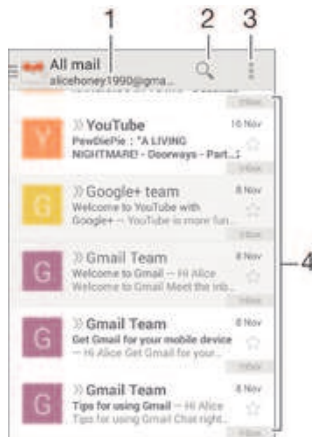 1 2 3
All mail
alicehoney1990@gma...
Inbox
Y
YouTube
16 Nov
PewDiePie : "A LIVING
NIGHTMARE! - Doorways - Part...
Inbox
G
Google+ team
8 Nov
Welcome to YouTube with
Google+ – YouTube is more fun...
Inbox
4
G
Gmail Team
8 Nov
Welcome to Gmail – Hi Alice
Welcome to Gmail Meet the inb...
Inbox
G
Gmail Team
8 Nov
Get Gmail for your mobile device
– Hi Alice Get Gmail for your...
Inbox
G
Gmail Team
8 Nov
Tips for using Gmail – Hi Alice
Tips for using Gmail Chat right...
Inbox